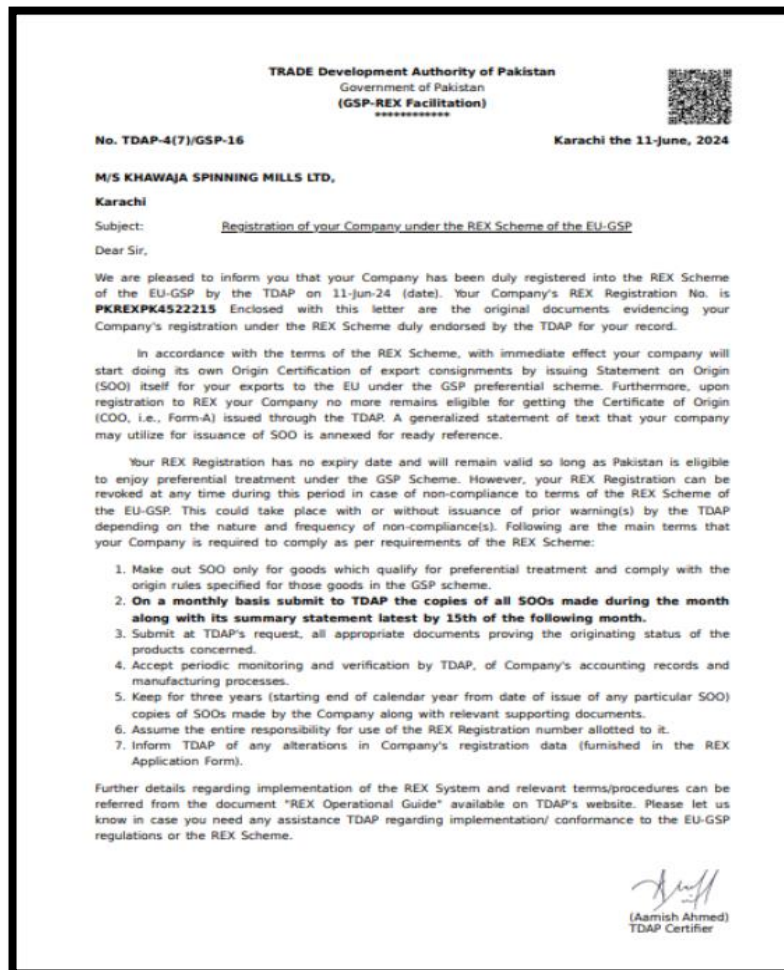 TRADE Development Authority of Pakistan
Government of Pakistan
(GSP-REX Facilitation)
************
No. TDAP-4(7)/GSP-16 Karachi the 11-June, 2024
M/S KHAWAJA SPINNING MILLS LTD,
Karachi
Subject: Registration of your Company under the REX Scheme of the EU-GSP
Dear Sir,
We are pleased to inform you that your Company has been duly registered into the REX Scheme
of the EU-GSP by the TDAP on 11-Jun-24 (date). Your Company's REX Registration No. is
PKREXPK4522215 Enclosed with this letter are the original documents evidencing your
Company's registration under the REX Scheme duly endorsed by the TDAP for your record.
In accordance with the terms of the REX Scheme, with immediate effect your company will
start doing its own Origin Certification of export consignments by issuing Statement on Origin
(SOO) itself for your exports to the EU under the GSP preferential scheme. Furthermore, upon
registration to REX your Company no more remains eligible for getting the Certificate of Origin
(COO, i.e., Form-A) issued through the TDAP. A generalized statement of text that your company
may utilize for issuance of SOO is annexed for ready reference.
Your REX Registration has no expiry date and will remain valid so long as Pakistan is eligible
to enjoy preferential treatment under the GSP Scheme. However, your REX Registration can be
revoked at any time during this period in case of non-compliance to terms of the REX Scheme of
the EU-GSP. This could take place with or without issuance of prior warning(s) by the TDAP
depending on the nature and frequency of non-compliance(s). Following are the main terms that
your Company is required to comply as per requirements of the REX Scheme:
1. Make out SOO only for goods which qualify for preferential treatment and comply with the
origin rules specified for those goods in the GSP scheme.
2. On a monthly basis submit to TDAP the copies of all SOOs made during the month
along with its summary statement latest by 15th of the following month.
3. Submit at TDAP's request, all appropriate documents proving the originating status of the
products concerned.
4. Accept periodic monitoring and verification by TDAP, of Company's accounting records and
manufacturing processes.
5. Keep for three years (starting end of calendar year from date of issue of any particular SOO)
copies of SOOs made by the Company along with relevant supporting documents.
6. Assume the entire responsibility for use of the REX Registration number allotted to it.
7. Inform TDAP of any alterations in Company's registration data (furnished in the REX
Application Form).
Further details regarding implementation of the REX System and relevant terms/procedures can be
referred from the document "REX Operational Guide" available on TDAP's website. Please let us
know in case you need any assistance TDAP regarding implementation/ conformance to the EU-GSP
regulations or the REX Scheme.
(Aamish Ahmed)
TDAP Certifier